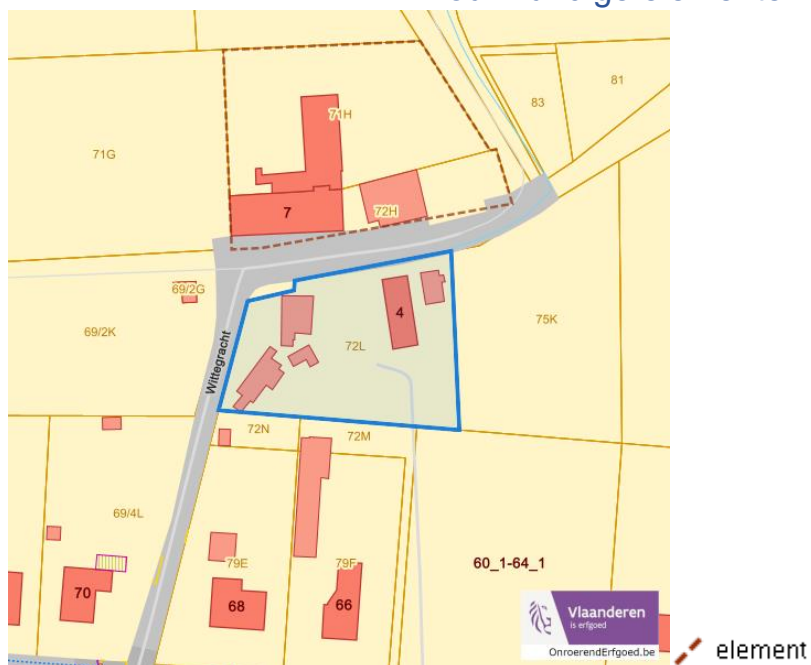 71H
81
83
71G
7
72H
69/2G
4
75K
69/2K
72L
Wittegracht
72N
72M
69/4L
79E
79F
60_1-64_1
70
68
66
Vlaanderen
is erfgoed
OnroerendErfgoed.be
element